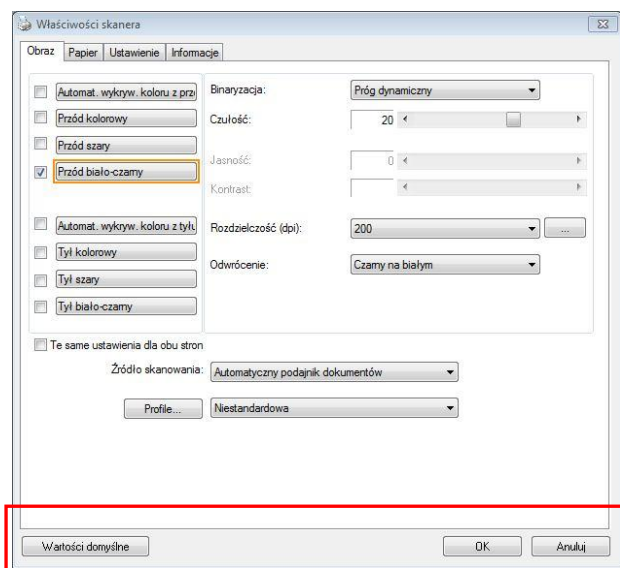 Właściwości skanera
Obraz Papier Ustawienie Informacje
Automat. wykryw. koloru z prz
Przód kolorowy
Przód szary
Przód biało-czarny
Automat. wykryw. koloru z tyłu
Tył kolorowy
Tył szary
Tył biało-czarny
Binaryzacja: Próg dynamiczny
Czułość: 20
Jasność: 0
Kontrast:
Rozdzielczość (dpi): 200 ...
Odwrócenie: Czarny na białym
Te same ustawienia dla obu stron
Źródło skanowania: Automatyczny podajnik dokumentów
Profile... Niestandardowa
Wartości domyślne OK Anuluj